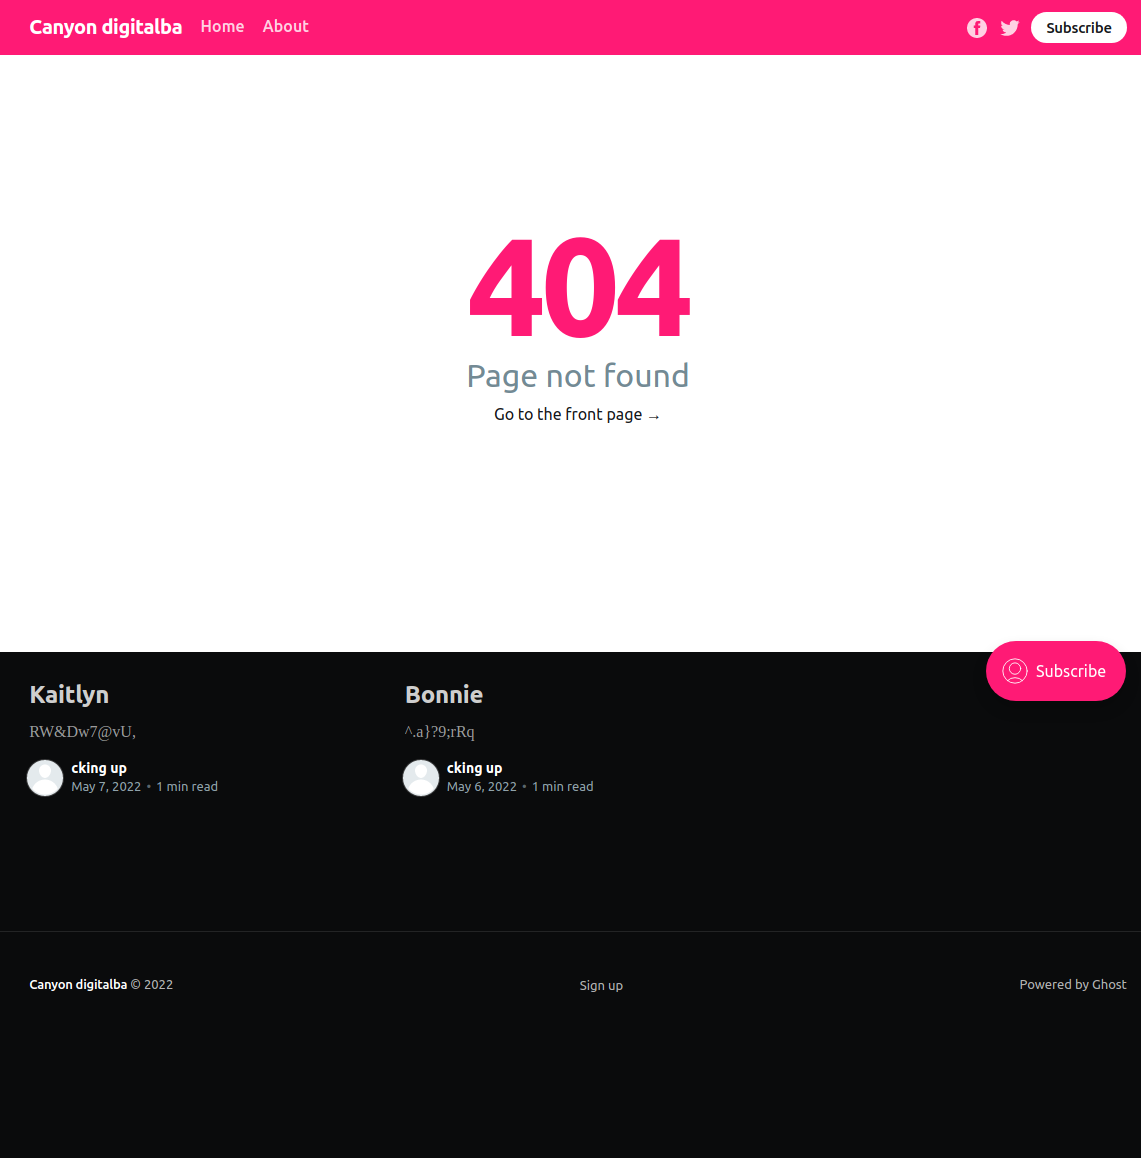 Canyon digitalba Home About Subscribe
404
Page not found
Go to the front page →
Subscribe
Kaitlyn
RW&Dw7@vU,
cking up
May 7, 2022 • 1 min read
Bonnie
^.a}?9;rRq
cking up
May 6, 2022 • 1 min read
Canyon digitalba © 2022
Sign up
Powered by Ghost